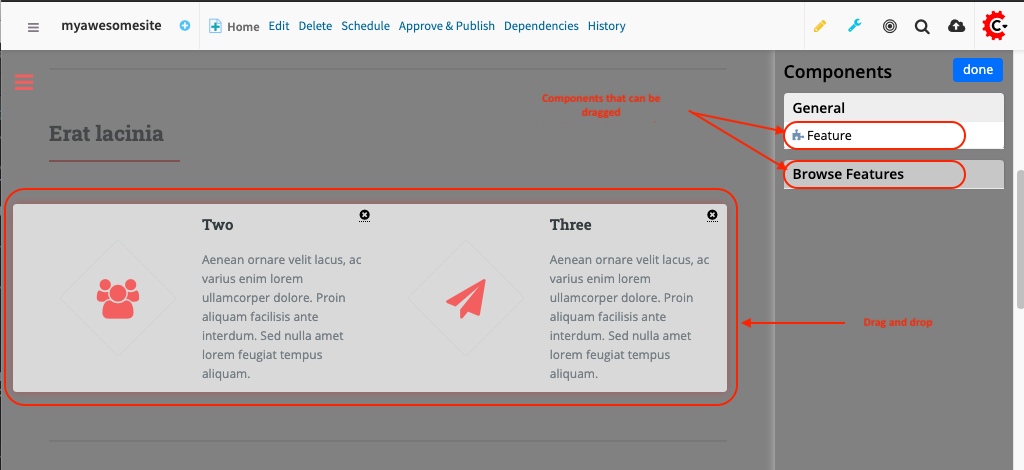 myawesomesite
Home Edit Delete Schedule Approve & Publish Dependencies History
Components
done
General
Feature
Browse Features
Components that can be
dragged
Erat lacinia
Two
Aenean ornare velit lacus, ac
varius enim lorem
ullamcorper dolore. Proin
aliquam facilisis ante
interdum. Sed nulla amet
lorem feugiat tempus
aliquam.
Three
Aenean ornare velit lacus, ac
varius enim lorem
ullamcorper dolore. Proin
aliquam facilisis ante
interdum. Sed nulla amet
lorem feugiat tempus
aliquam.
Drag and drop